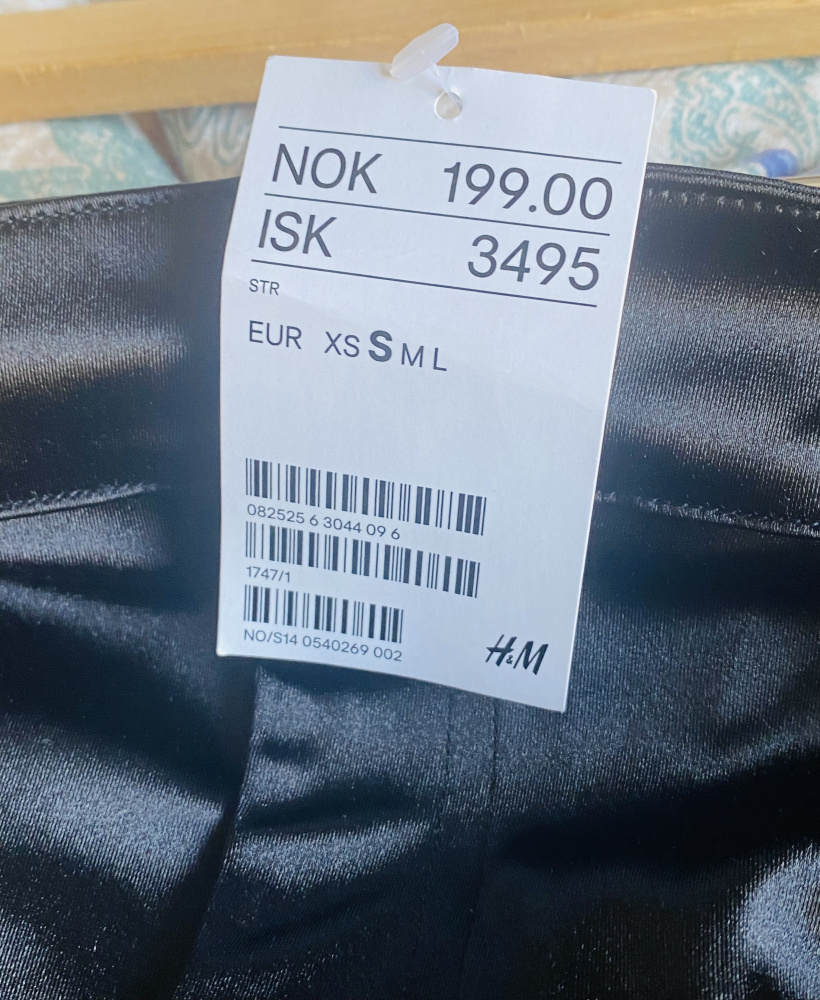 NOK 199.00
ISK 3495
STR
EUR XS S M L
082525 6 3044 09 6
1747/1
NO/S14 0540269 002
H&M